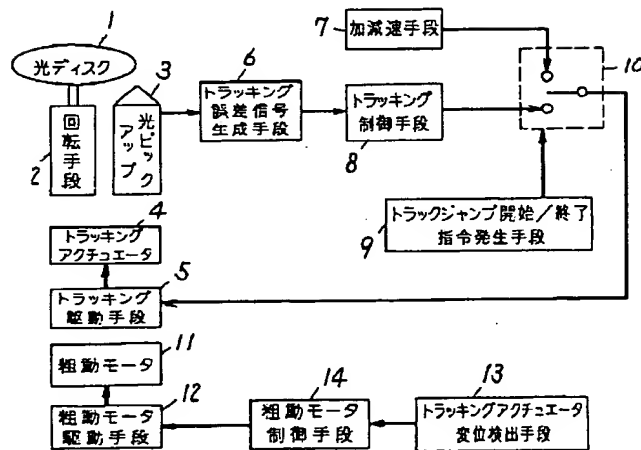 1
光ディスク
2
回転手段
3
光ピック
アップ
6
トラッキング
誤差信号
生成手段
7
加減速手段
トラッキング
制御手段
8
10
トラックジャンプ開始/終了
指令発生手段
9
4
トラッキング
アクチュエータ
5
トラッキング
駆動手段
11
粗動モータ
12
粗動モータ
駆動手段
14
粗動モータ
制御手段
13
トラッキングアクチュエータ
変位検出手段